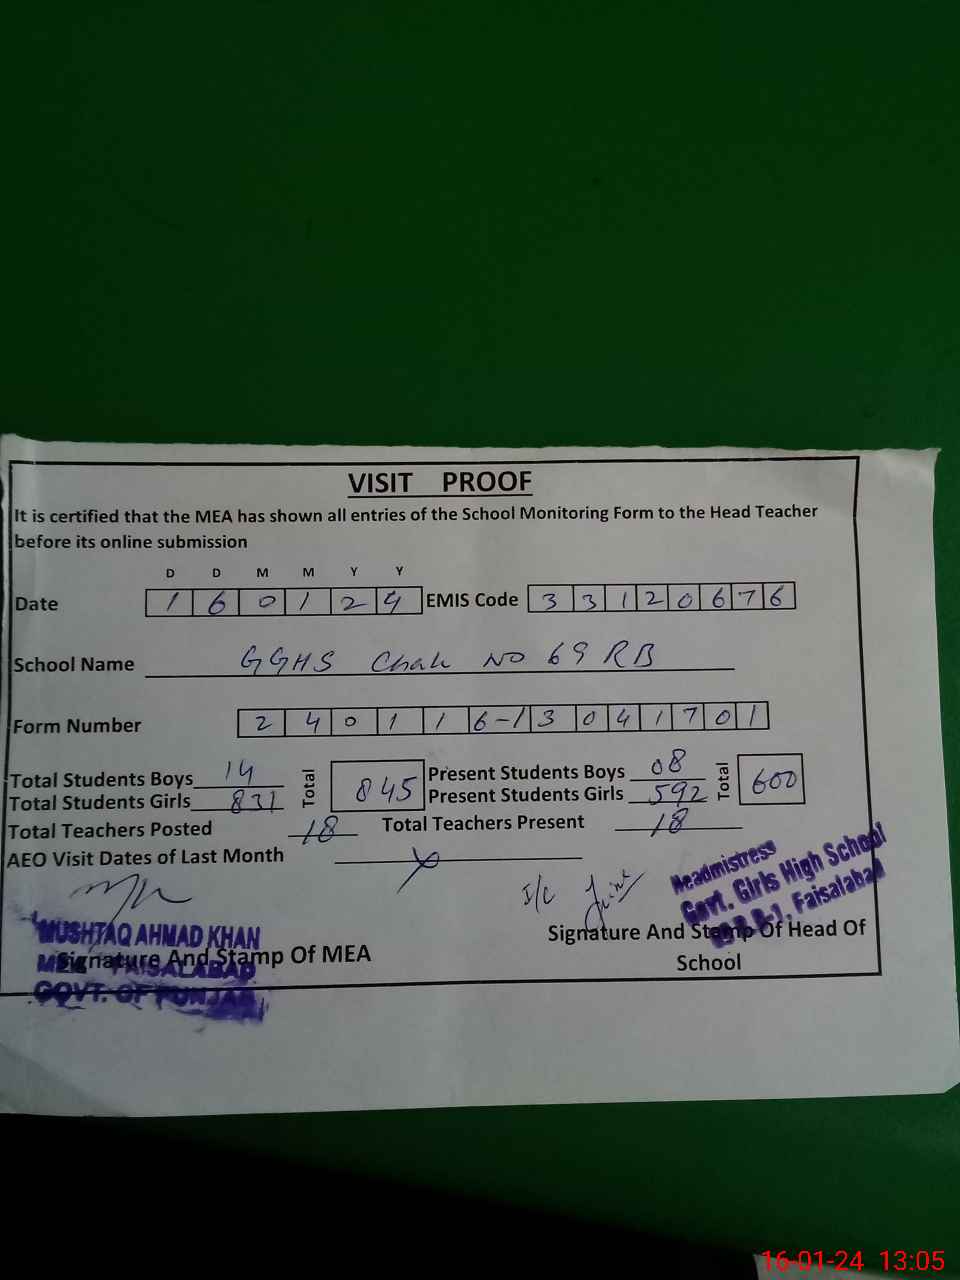 VISIT PROOF
It is certified that the MEA has shown all entries of the School Monitoring Form to the Head Teacher
before its online submission
D D M M Y Y
Date 1 6 0 1 2 4 EMIS Code 3 3 1 2 0 6 7 6
School Name GGHS Chak NO 69 RB
Form Number 2 4 0 1 1 6-1 3 0 4 1 7 0 1
Total Students Boys 14 Total 845 Present Students Boys 08 Total 600
Total Students Girls 831 Present Students Girls 592
Total Teachers Posted 18 Total Teachers Present 18
AEO Visit Dates of Last Month x
I/c
Headmistress
Govt. Girls High School
Faisalabad
MUSHTAQ AHMAD KHAN
Signature And Stamp Of MEA
FAISALABAD
GOVT. OF PUNJAB
Signature And Stamp Of Head Of
School
16-01-24 13:05